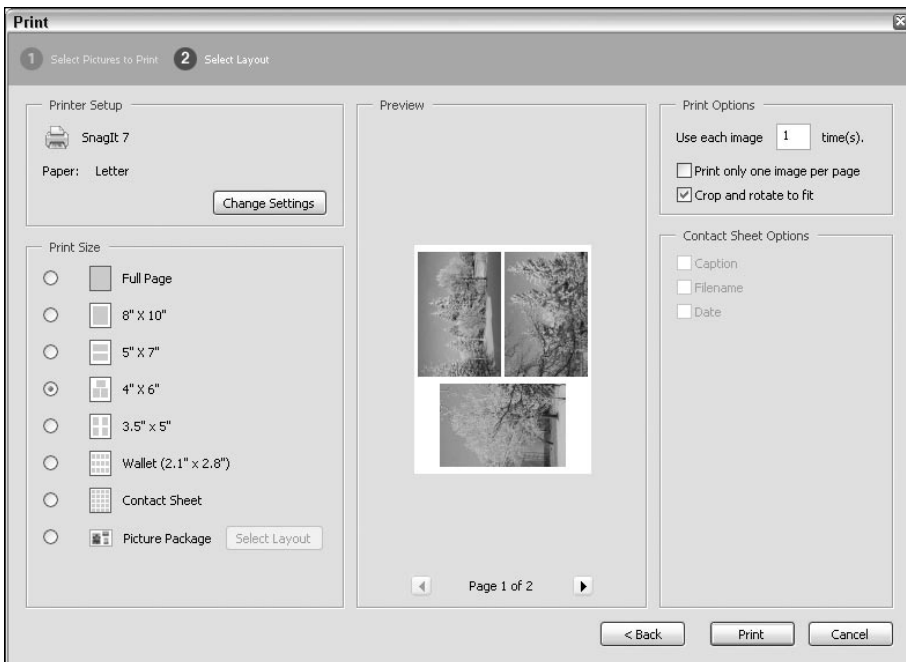 Print
1 Select Pictures to Print 2 Select Layout
Printer Setup
SnagIt 7
Paper: Letter
Change Settings
Print Size
Full Page
8" X 10"
5" X 7"
4" X 6"
3.5" x 5"
Wallet (2.1" x 2.8")
Contact Sheet
Picture Package Select Layout
Preview
Page 1 of 2
Print Options
Use each image 1 time(s).
Print only one image per page
Crop and rotate to fit
Contact Sheet Options
Caption
Filename
Date
< Back Print Cancel